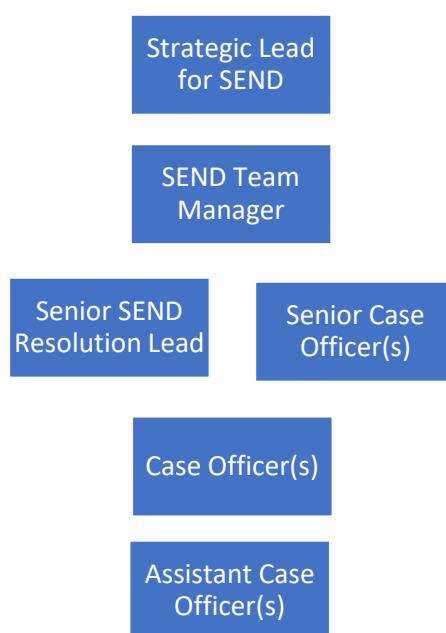 Strategic Lead
for SEND
SEND Team
Manager
Senior SEND
Resolution Lead
Senior Case
Officer(s)
Case Officer(s)
Assistant Case
Officer(s)